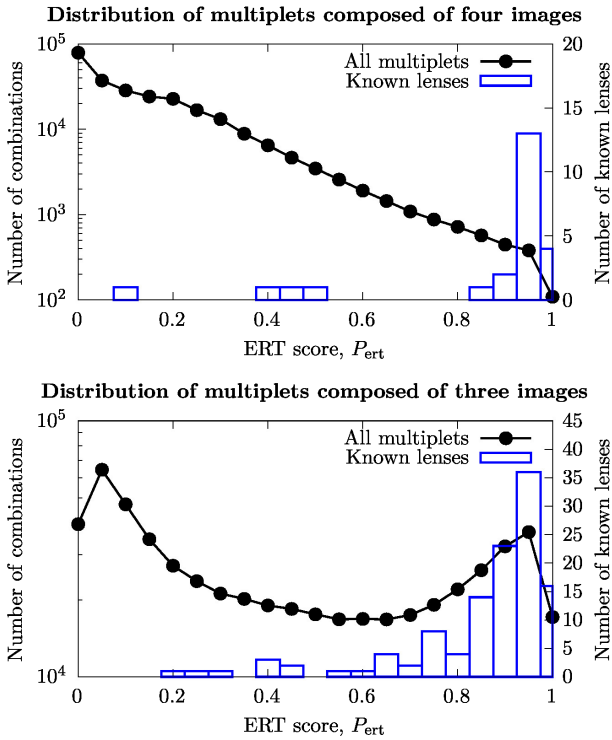 Distribution of multiplets composed of four images
All multiplets
Known lenses
Number of combinations
Number of known lenses
10^5
10^4
10^3
10^2
20
15
10
5
0
0 0.2 0.4 0.6 0.8 1
ERT score, P_ert
Distribution of multiplets composed of three images
All multiplets
Known lenses
Number of combinations
Number of known lenses
10^5
10^4
45
40
35
30
25
20
15
10
5
0
0 0.2 0.4 0.6 0.8 1
ERT score, P_ert